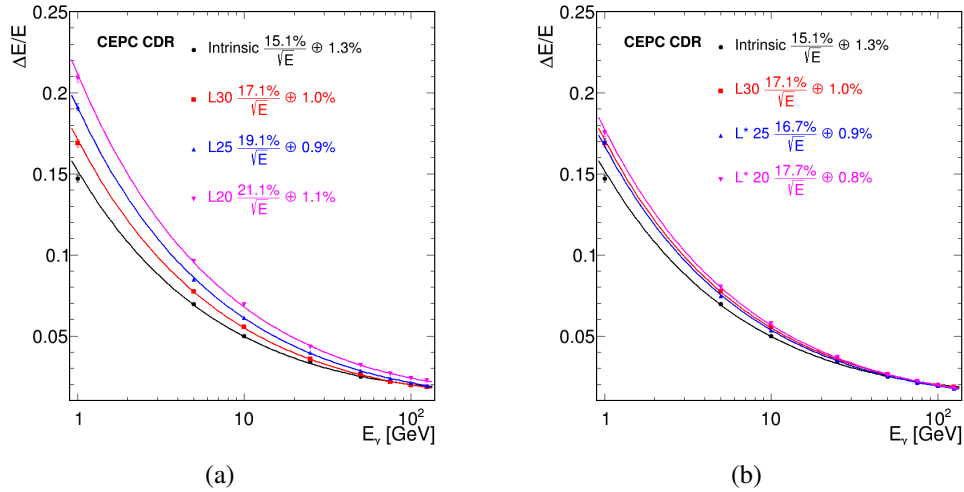 0.25
0.2
0.15
0.1
0.05
ΔE/E
CEPC CDR
Intrinsic 15.1%/√E ⊕ 1.3%
L30 17.1%/√E ⊕ 1.0%
L25 19.1%/√E ⊕ 0.9%
L20 21.1%/√E ⊕ 1.1%
1
10
10²
Eγ [GeV]
(a)
0.25
0.2
0.15
0.1
0.05
ΔE/E
CEPC CDR
Intrinsic 15.1%/√E ⊕ 1.3%
L30 17.1%/√E ⊕ 1.0%
L* 25 16.7%/√E ⊕ 0.9%
L* 20 17.7%/√E ⊕ 0.8%
1
10
10²
Eγ [GeV]
(b)